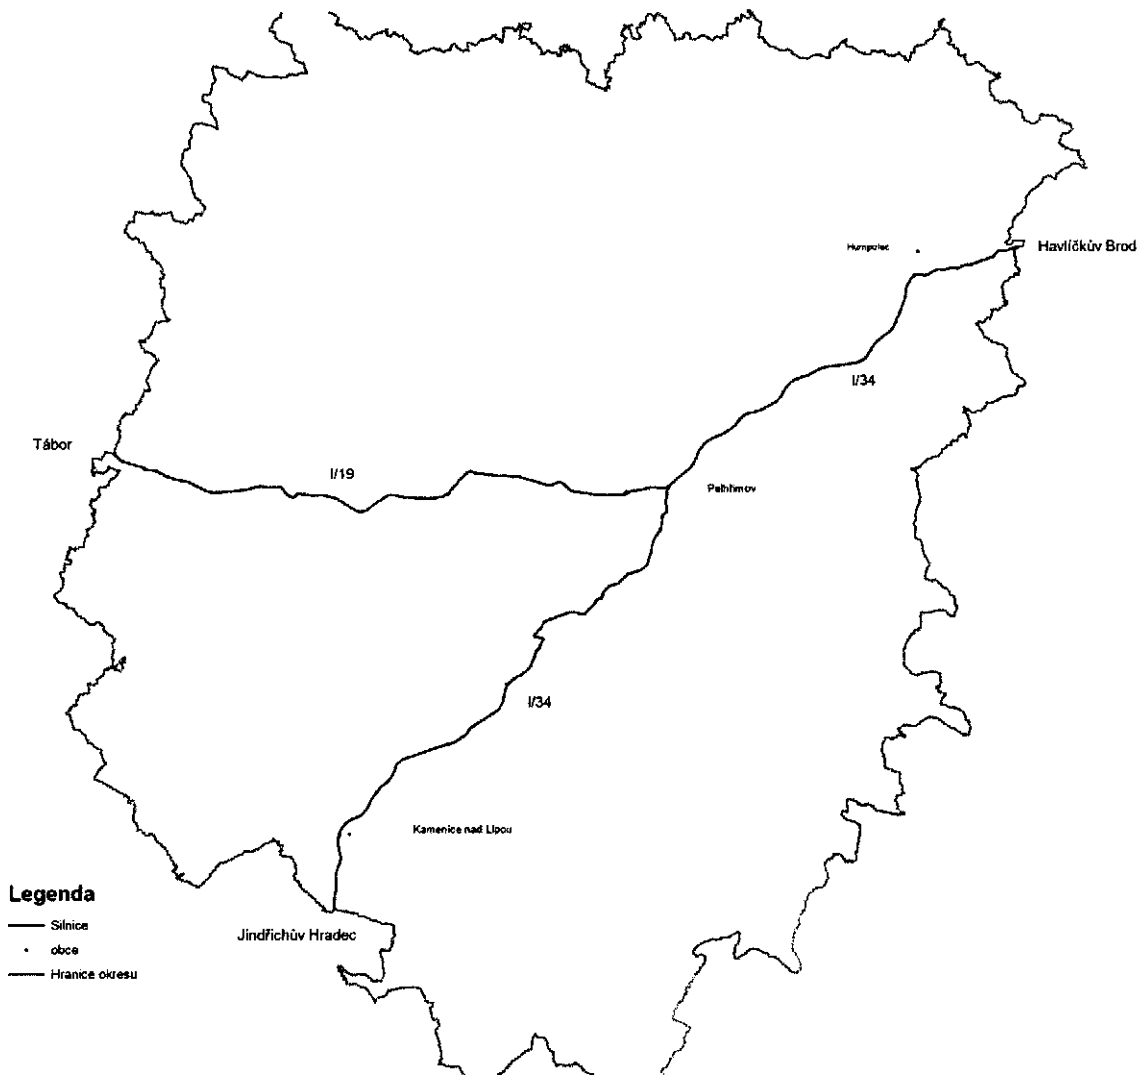 Humpolec
Havlíčkův Brod
I/34
Tábor
I/19
Pelhřimov
I/34
Kamenice nad Lipou
Legenda
Silnice
obce
Hranice okresu
Jindřichův Hradec